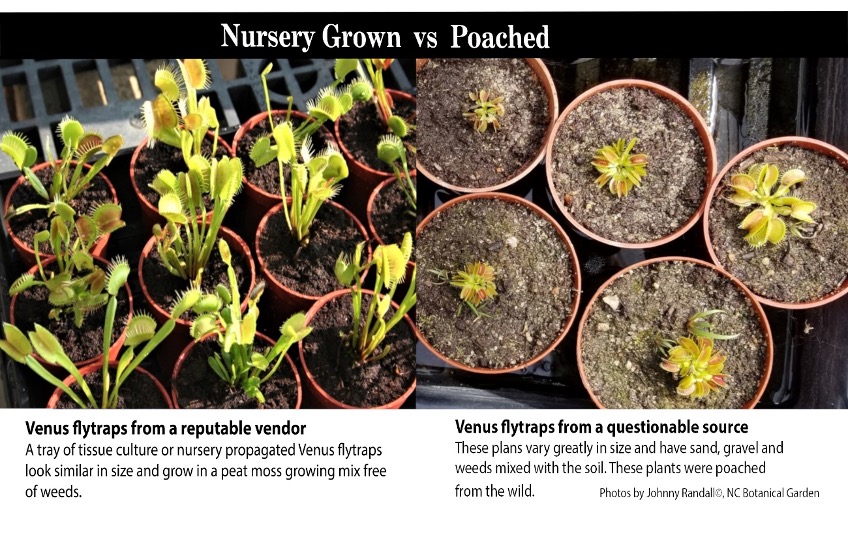 Nursery Grown vs Poached
Venus flytraps from a reputable vendor
A tray of tissue culture or nursery propagated Venus flytraps
look similar in size and grow in a peat moss growing mix free
of weeds.
Venus flytraps from a questionable source
These plans vary greatly in size and have sand, gravel and
weeds mixed with the soil. These plants were poached
from the wild.
Photos by Johnny Randall©, NC Botanical Garden